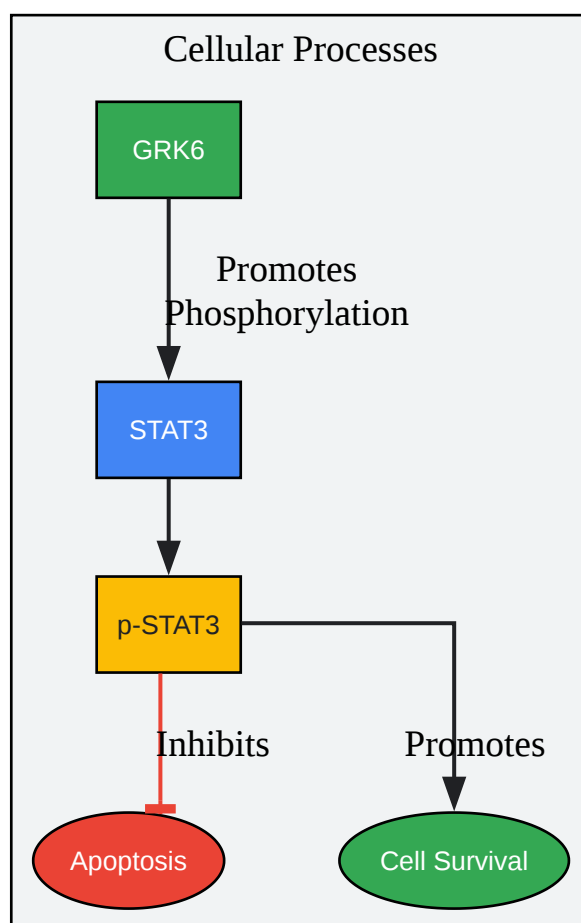 Cellular Processes
GRK6
Promotes
Phosphorylation
STAT3
p-STAT3
Inhibits
Promotes
Apoptosis
Cell Survival